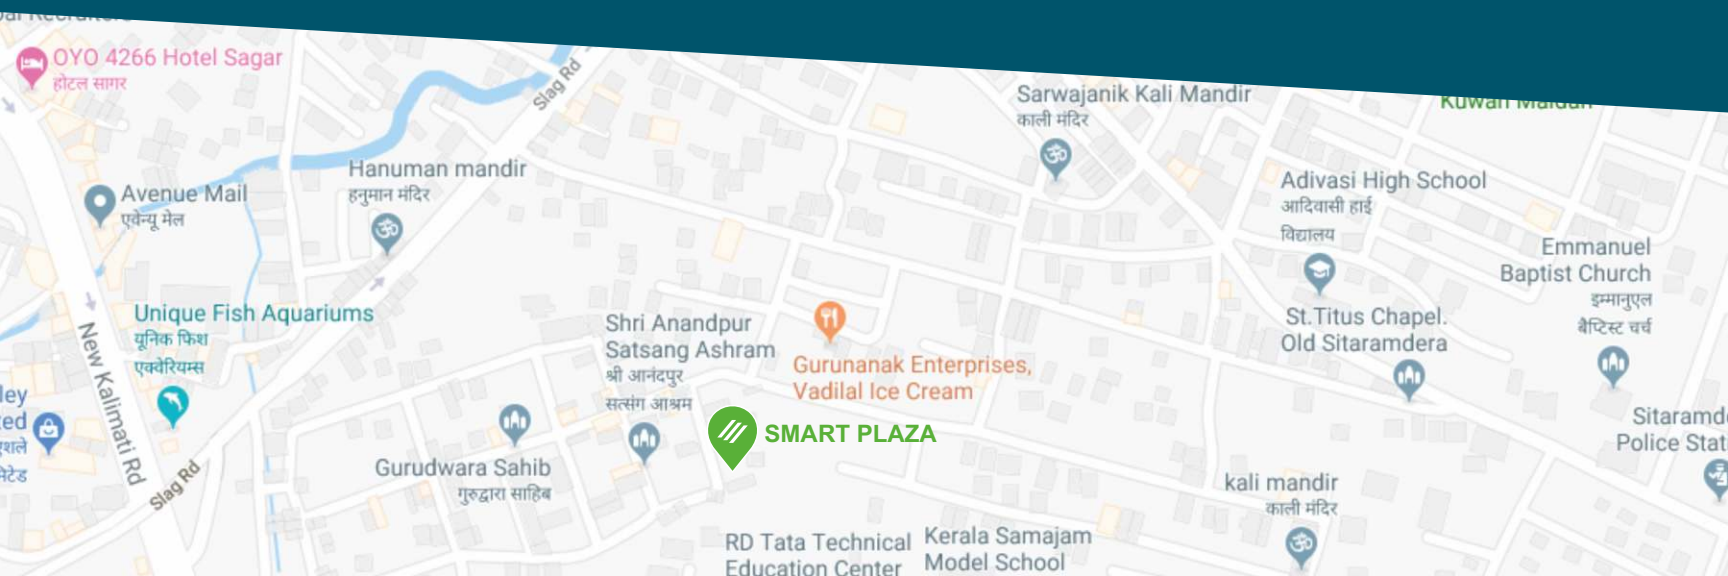 OYO 4266 Hotel Sagar
होटल सागर
Slag Rd
Sarwajanik Kali Mandir
काली मंदिर
Hanuman mandir
हनुमान मंदिर
Avenue Mail
एवेन्यू मेल
Adivasi High School
आदिवासी हाई
विद्यालय
Emmanuel
Baptist Church
इम्मानुएल
बैप्टिस्ट चर्च
Unique Fish Aquariums
यूनिक फिश
एक्वेरियम्स
New Kalimati Rd
Shri Anandpur
Satsang Ashram
श्री आनंदपुर
सत्संग आश्रम
St.Titus Chapel.
Old Sitaramdera
Gurunanak Enterprises,
Vadilal Ice Cream
SMART PLAZA
Gurudwara Sahib
गुरुद्वारा साहिब
Slag Rd
kali mandir
काली मंदिर
Police
RD Tata Technical
Education Center
Kerala Samajam
Model School